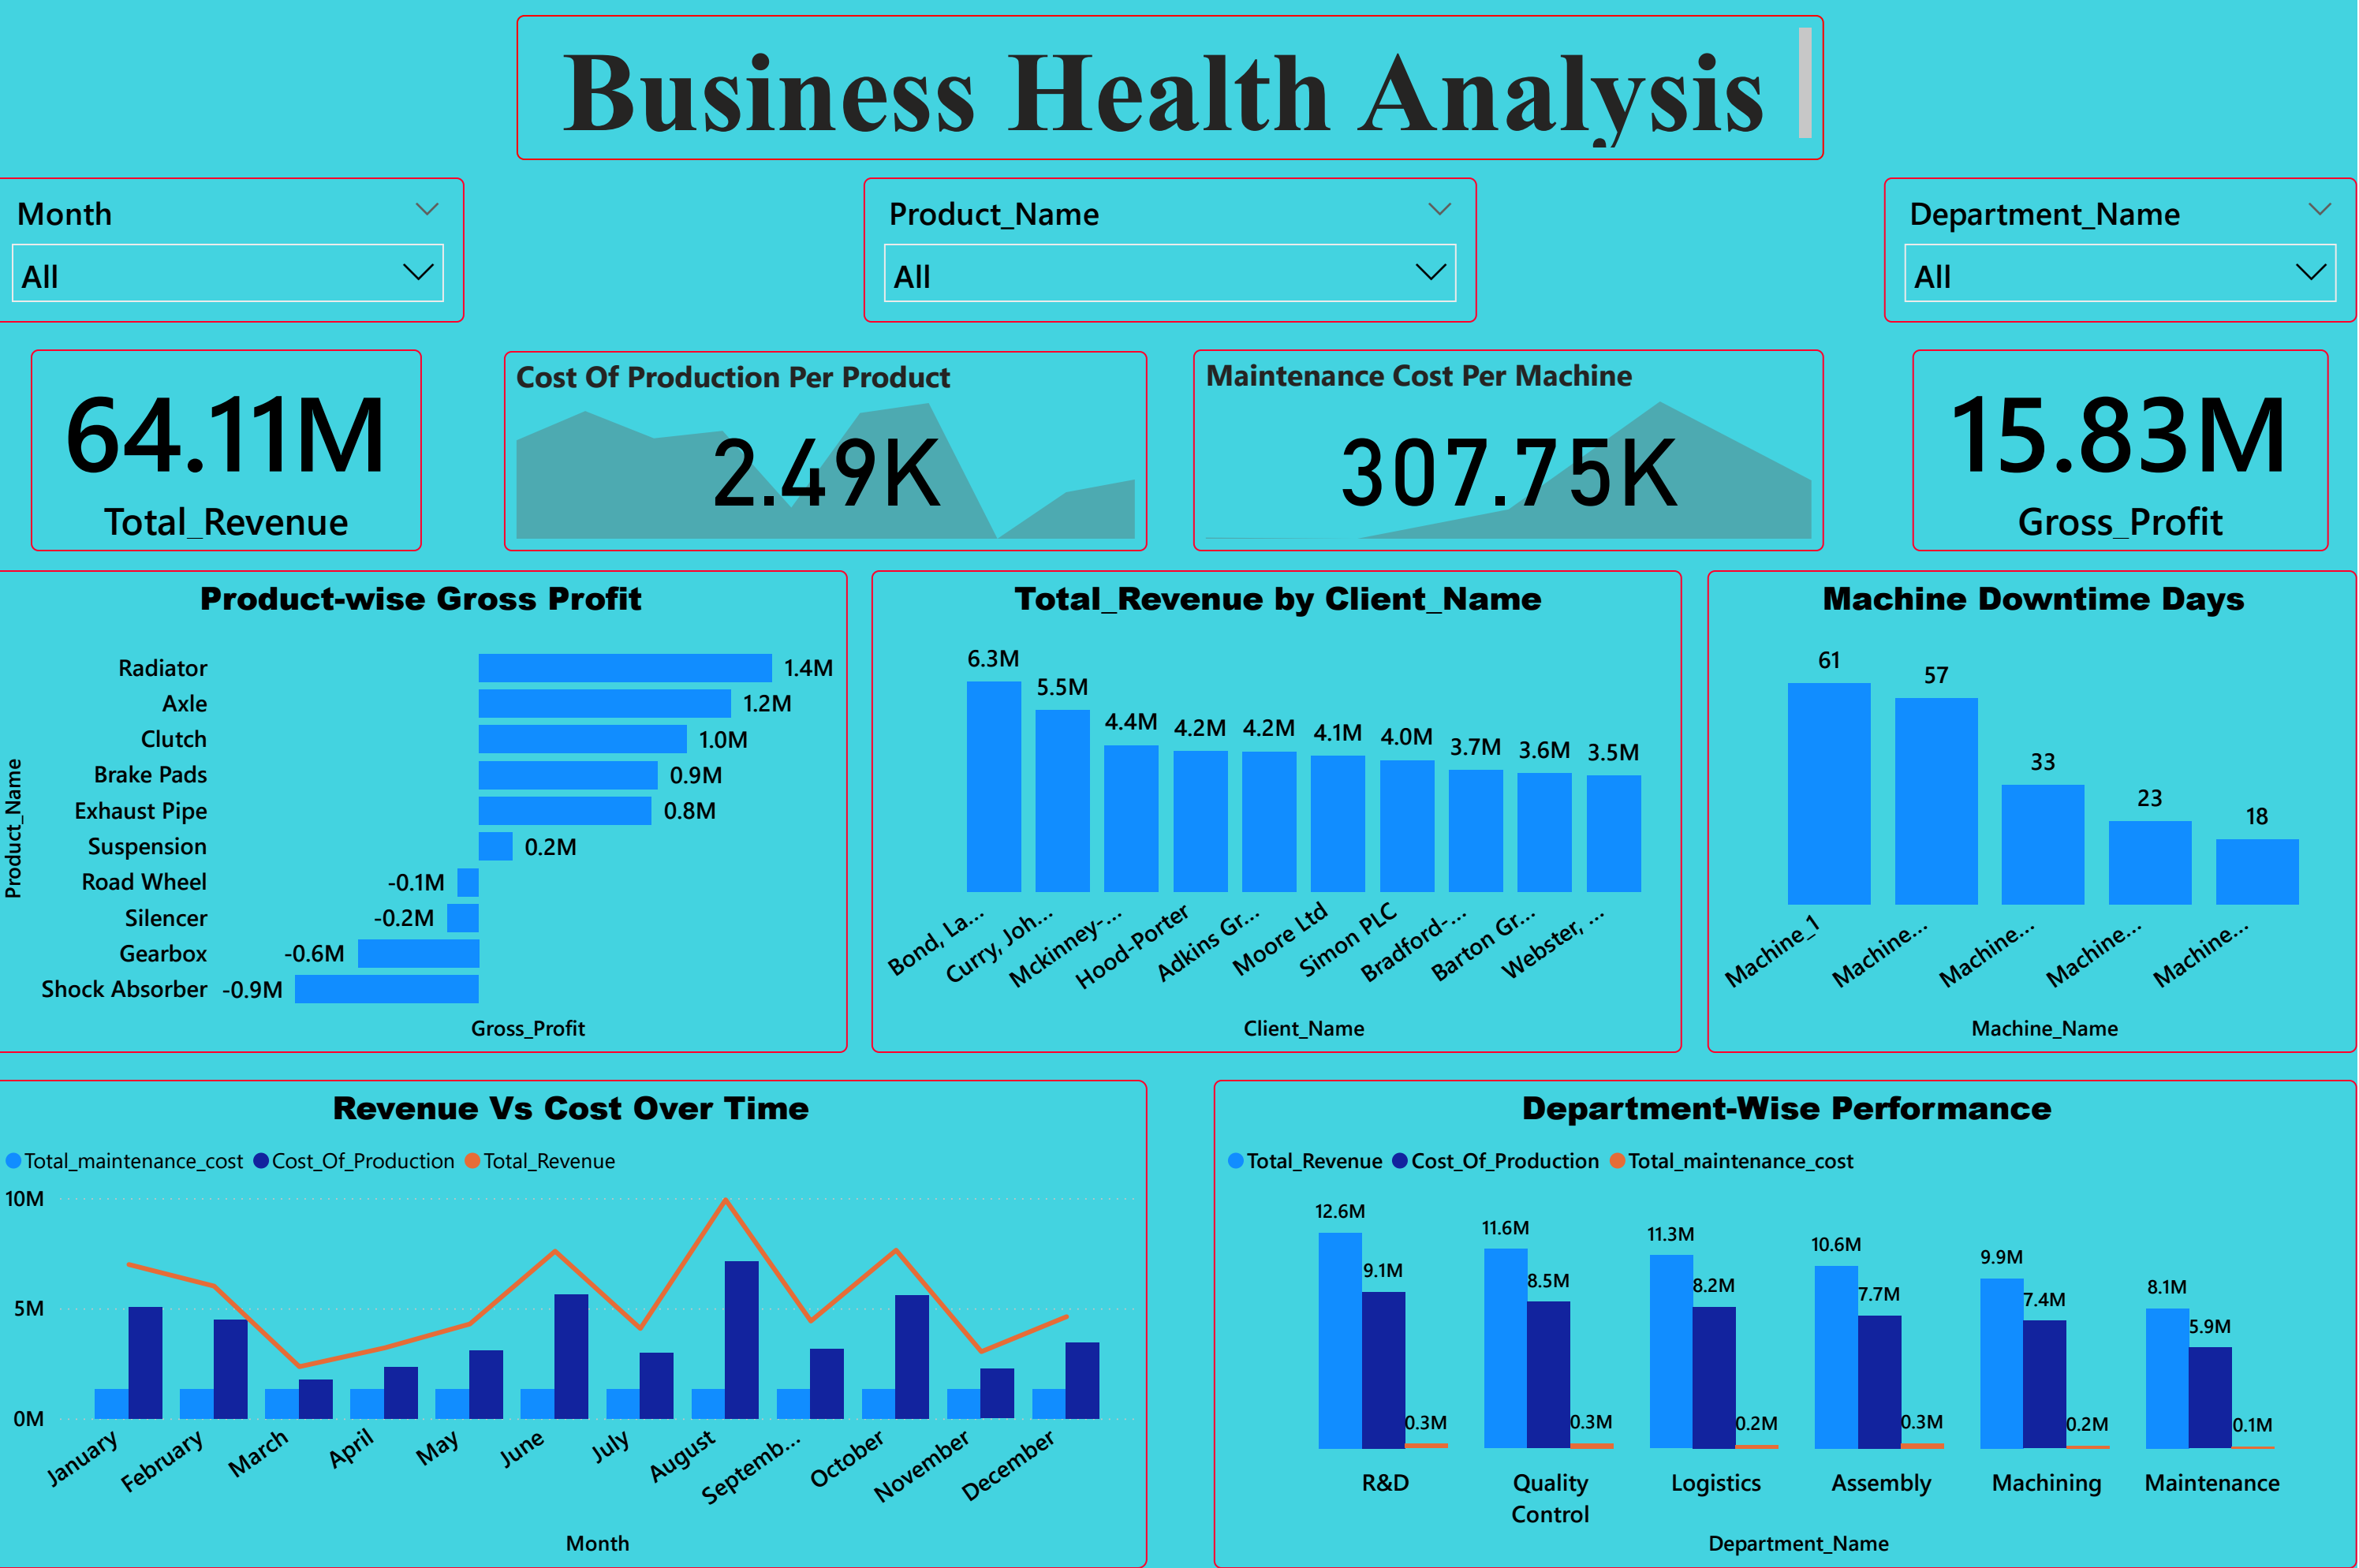 Business Health Analysis
Month
All
Product_Name
All
Department_Name
All
64.11M
Total_Revenue
Cost Of Production Per Product
2.49K
Maintenance Cost Per Machine
307.75K
15.83M
Gross_Profit
Product-wise Gross Profit
Product_Name
Radiator 1.4M
Axle 1.2M
Clutch 1.0M
Brake Pads 0.9M
Exhaust Pipe 0.8M
Suspension 0.2M
Road Wheel -0.1M
Silencer -0.2M
Gearbox -0.6M
Shock Absorber -0.9M
Gross_Profit
Total_Revenue by Client_Name
6.3M 5.5M 4.4M 4.2M 4.2M 4.1M 4.0M 3.7M 3.6M 3.5M
Bond, La... Curry, Joh... Mckinney-... Hood-Porter Adkins Gr... Moore Ltd Simon PLC Bradford-... Barton Gr... Webster, ...
Client_Name
Machine Downtime Days
61 57 33 23 18
Machine_1 Machine... Machine... Machine... Machine...
Machine_Name
Revenue Vs Cost Over Time
Total_maintenance_cost Cost_Of_Production Total_Revenue
10M
5M
0M
January February March April May June July August Septemb... October November December
Month
Department-Wise Performance
Total_Revenue Cost_Of_Production Total_maintenance_cost
12.6M 9.1M 0.3M
11.6M 8.5M 0.3M
11.3M 8.2M 0.2M
10.6M 7.7M 0.3M
9.9M 7.4M 0.2M
8.1M 5.9M 0.1M
R&D Quality Control Logistics Assembly Machining Maintenance
Department_Name